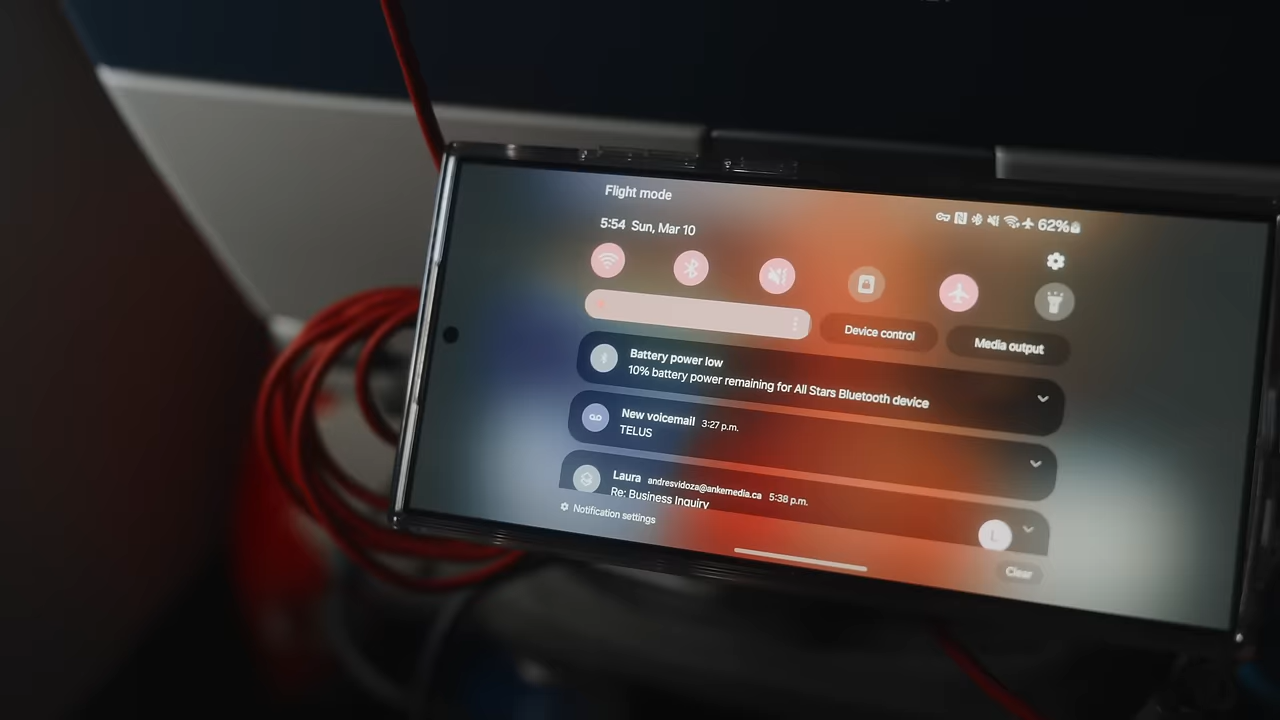 Flight mode
5:54 Sun, Mar 10
62%
Device control
Media output
Battery power low
10% battery power remaining for All Stars Bluetooth device
New voicemail 3:27 p.m.
TELUS
Laura andresvidoza@ankemedia.ca 5:38 p.m.
Re: Business Inquiry
L
Notification settings
Clear